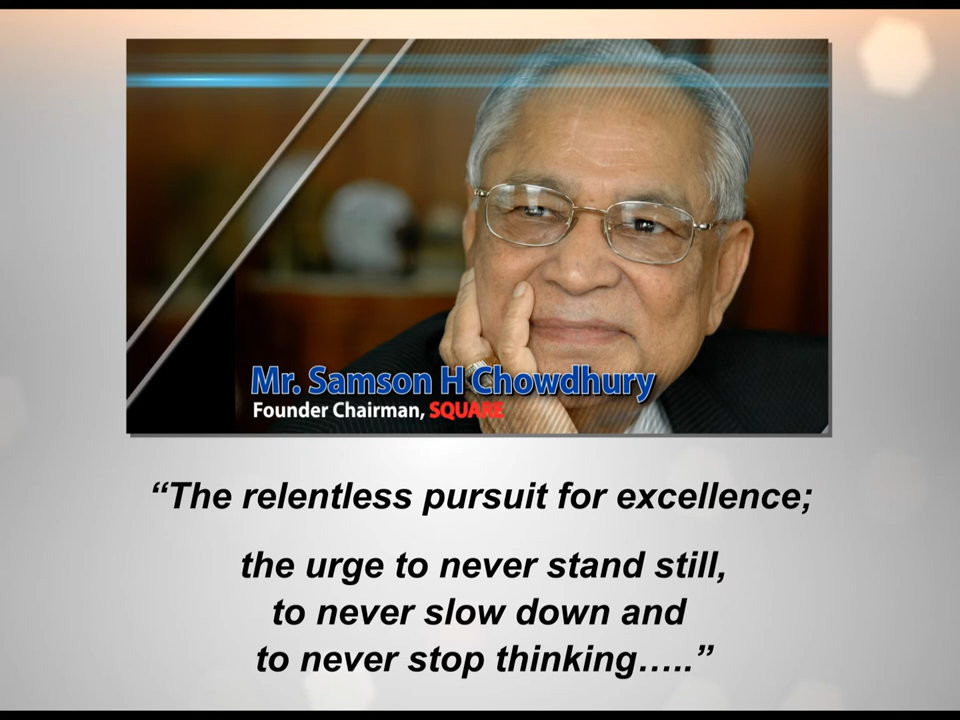 Mr. Samson H Chowdhury
Founder Chairman, SQUARE
“The relentless pursuit for excellence;
the urge to never stand still,
to never slow down and
to never stop thinking…..”